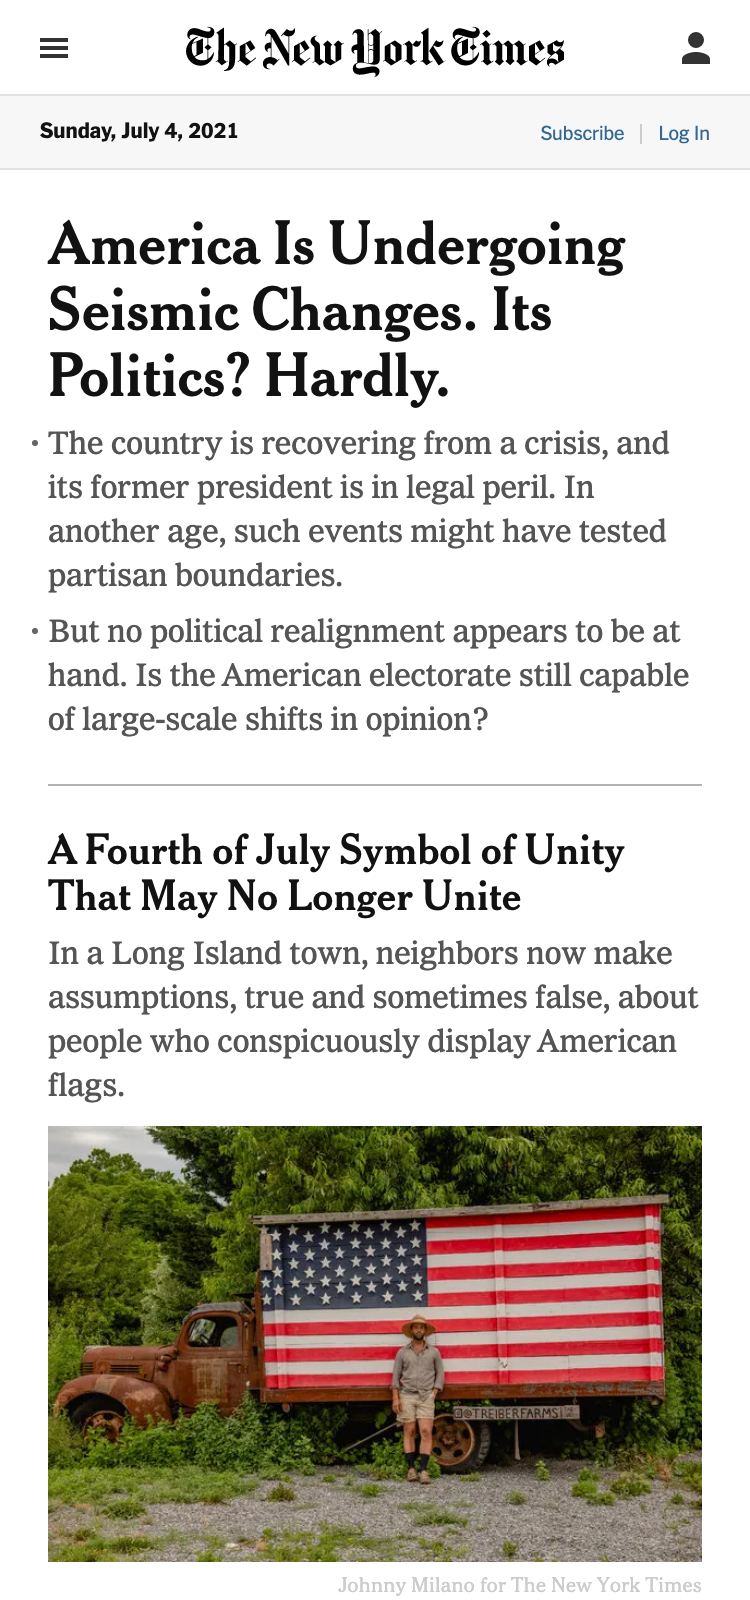 The New York Times
Sunday, July 4, 2021
Subscribe
Log In
America Is Undergoing
Seismic Changes. Its
Politics? Hardly.
• The country is recovering from a crisis, and
its former president is in legal peril. In
another age, such events might have tested
partisan boundaries.
• But no political realignment appears to be at
hand. Is the American electorate still capable
of large-scale shifts in opinion?
A Fourth of July Symbol of Unity
That May No Longer Unite
In a Long Island town, neighbors now make
assumptions, true and sometimes false, about
people who conspicuously display American
flags.
@TREIBERFARMS
Johnny Milano for The New York Times